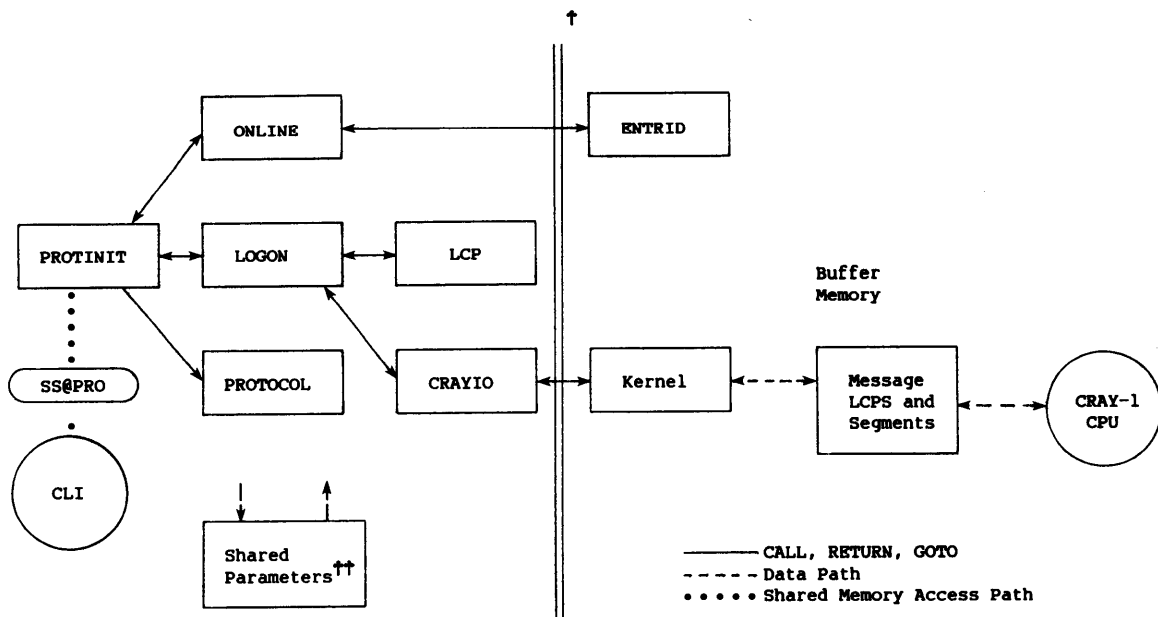 †
ONLINE
ENTRID
PROTINIT
LOGON
LCP
Buffer
Memory
SS@PRO
PROTOCOL
CRAYIO
Kernel
Message
LCPS and
Segments
CRAY-1
CPU
CLI
Shared
Parameters††
CALL, RETURN, GOTO
Data Path
Shared Memory Access Path